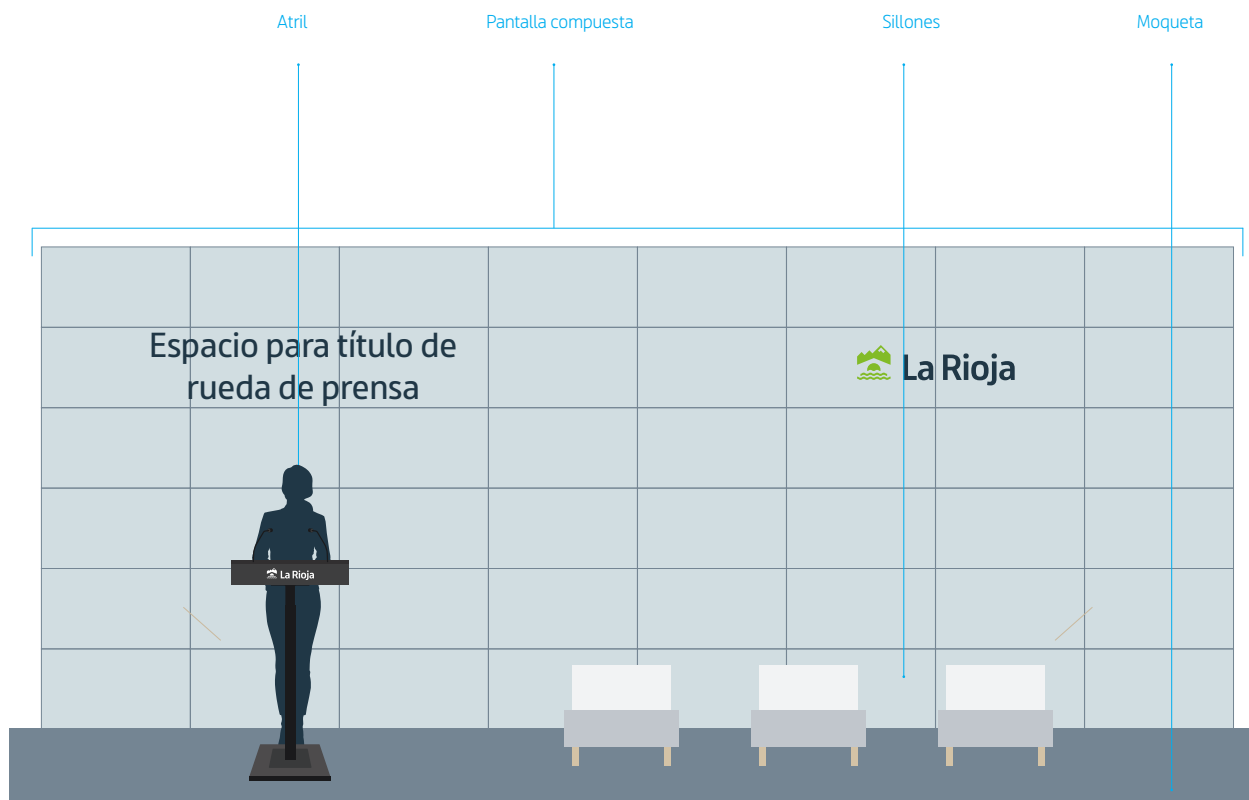 Atril
Pantalla compuesta
Sillones
Moqueta
Espacio para título de
rueda de prensa
La Rioja
La Rioja